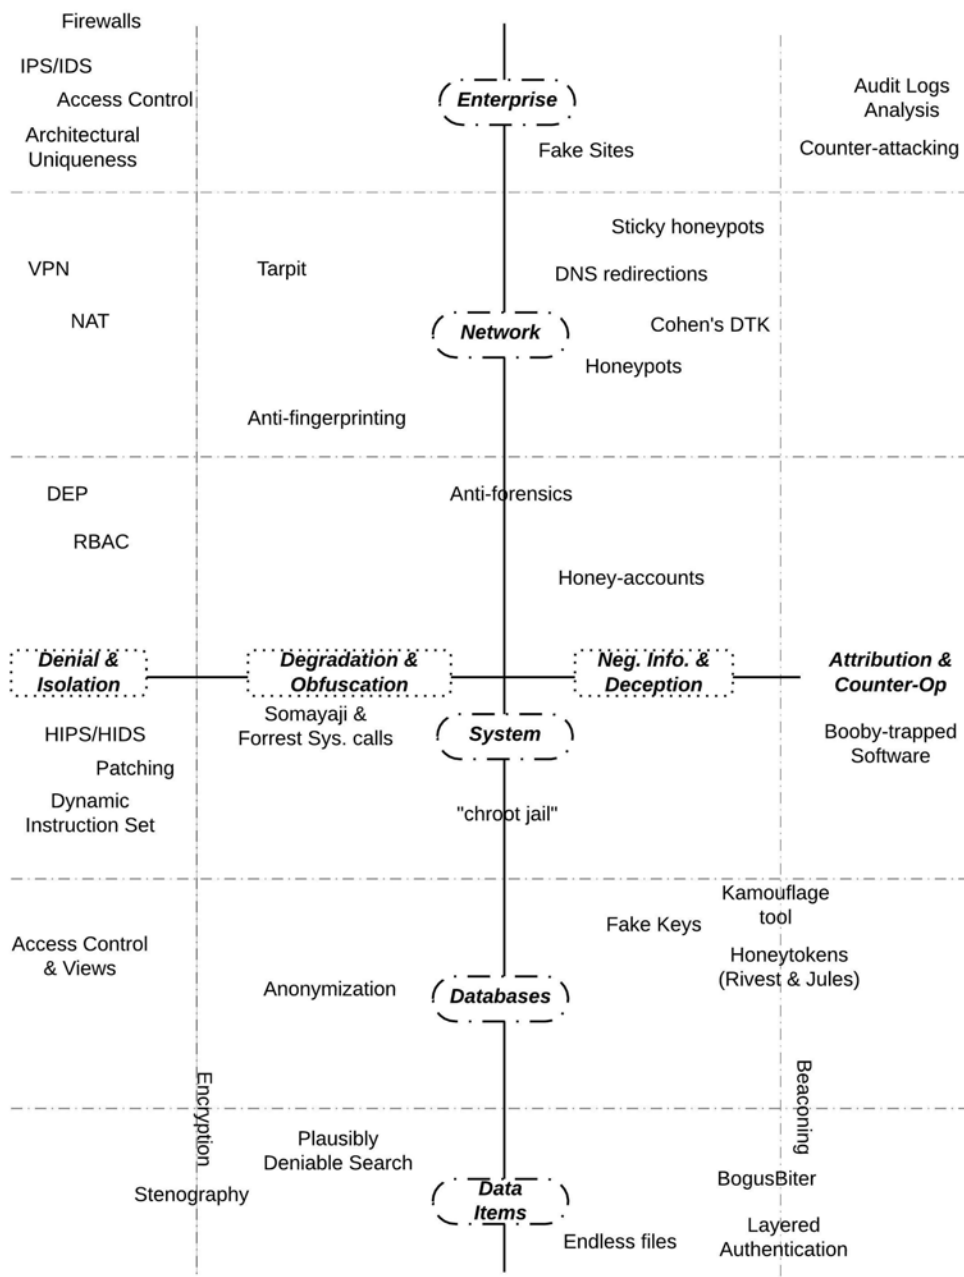 Firewalls
IPS/IDS
Access Control
Architectural
Uniqueness
Enterprise
Fake Sites
Audit Logs
Analysis
Counter-attacking
VPN
NAT
Tarpit
Anti-fingerprinting
Network
Sticky honeypots
DNS redirections
Cohen's DTK
Honeypots
DEP
RBAC
Anti-forensics
Honey-accounts
Denial &
Isolation
Degradation &
Obfuscation
Neg. Info. &
Deception
Attribution &
Counter-Op
HIPS/HIDS
Patching
Dynamic
Instruction Set
Somayaji &
Forrest Sys. calls
System
"chroot jail"
Booby-trapped
Software
Access Control
& Views
Anonymization
Databases
Fake Keys
Kamouflage
tool
Honeytokens
(Rivest & Jules)
Encryption
Beaconing
Stenography
Plausibly
Deniable Search
Data
Items
Endless files
BogusBiter
Layered
Authentication